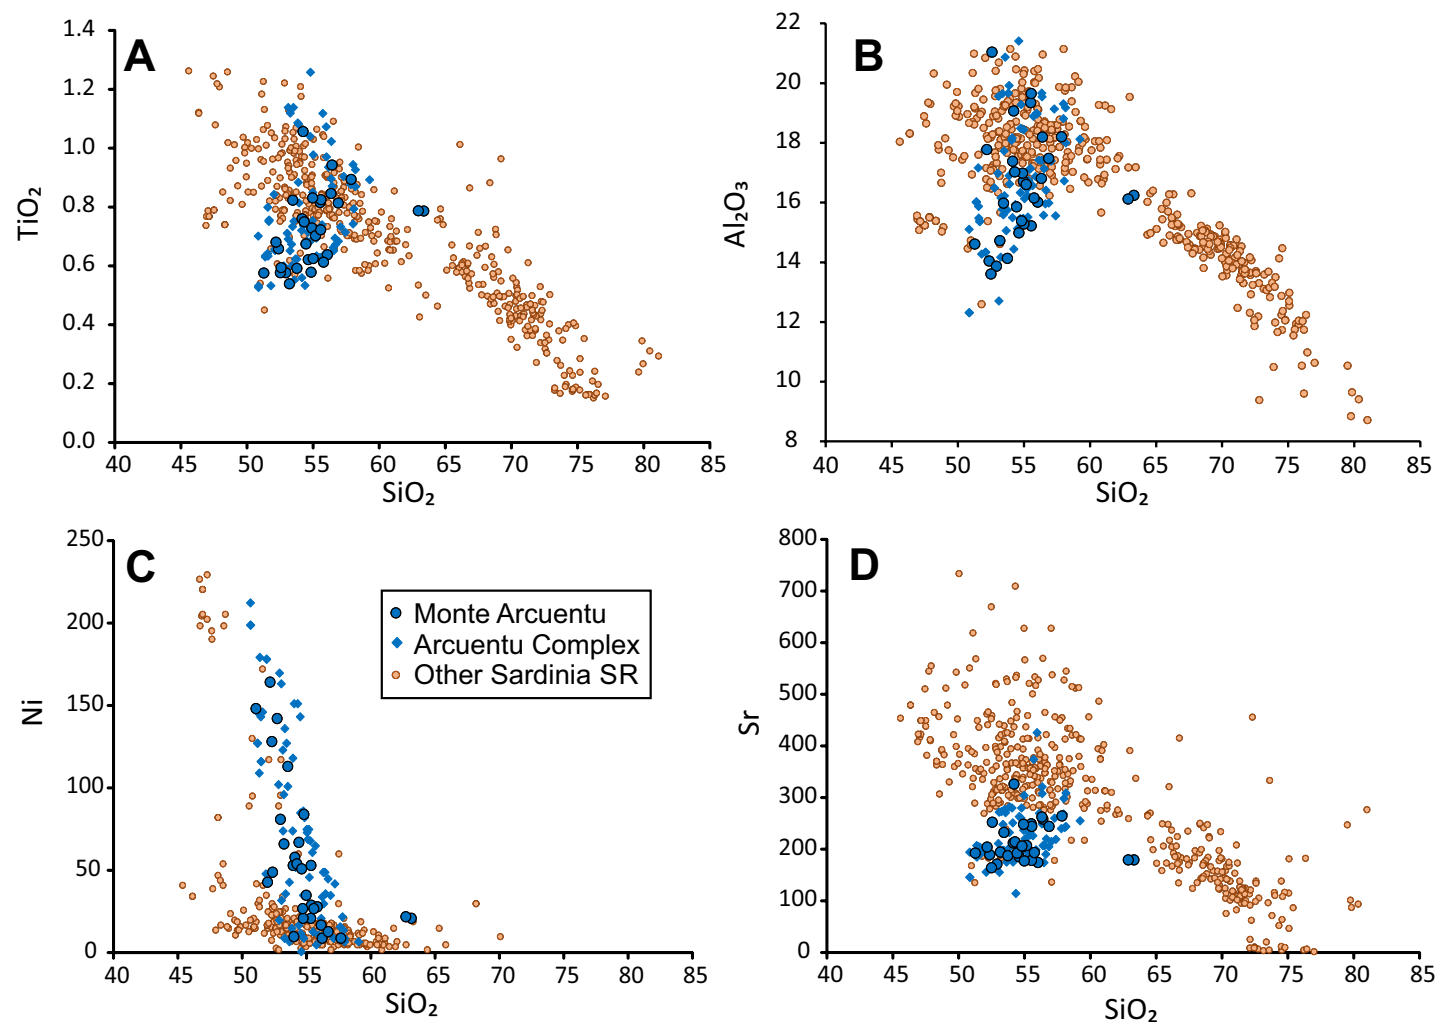 A
TiO₂
1.4
1.2
1.0
0.8
0.6
0.4
0.2
0.0
40 45 50 55 60 65 70 75 80 85
SiO₂
B
Al₂O₃
22
20
18
16
14
12
10
8
40 45 50 55 60 65 70 75 80 85
SiO₂
C
Ni
250
200
150
100
50
0
40 45 50 55 60 65 70 75 80 85
SiO₂
Monte Arcuentu
Arcuentu Complex
Other Sardinia SR
D
Sr
800
700
600
500
400
300
200
100
0
40 45 50 55 60 65 70 75 80 85
SiO₂